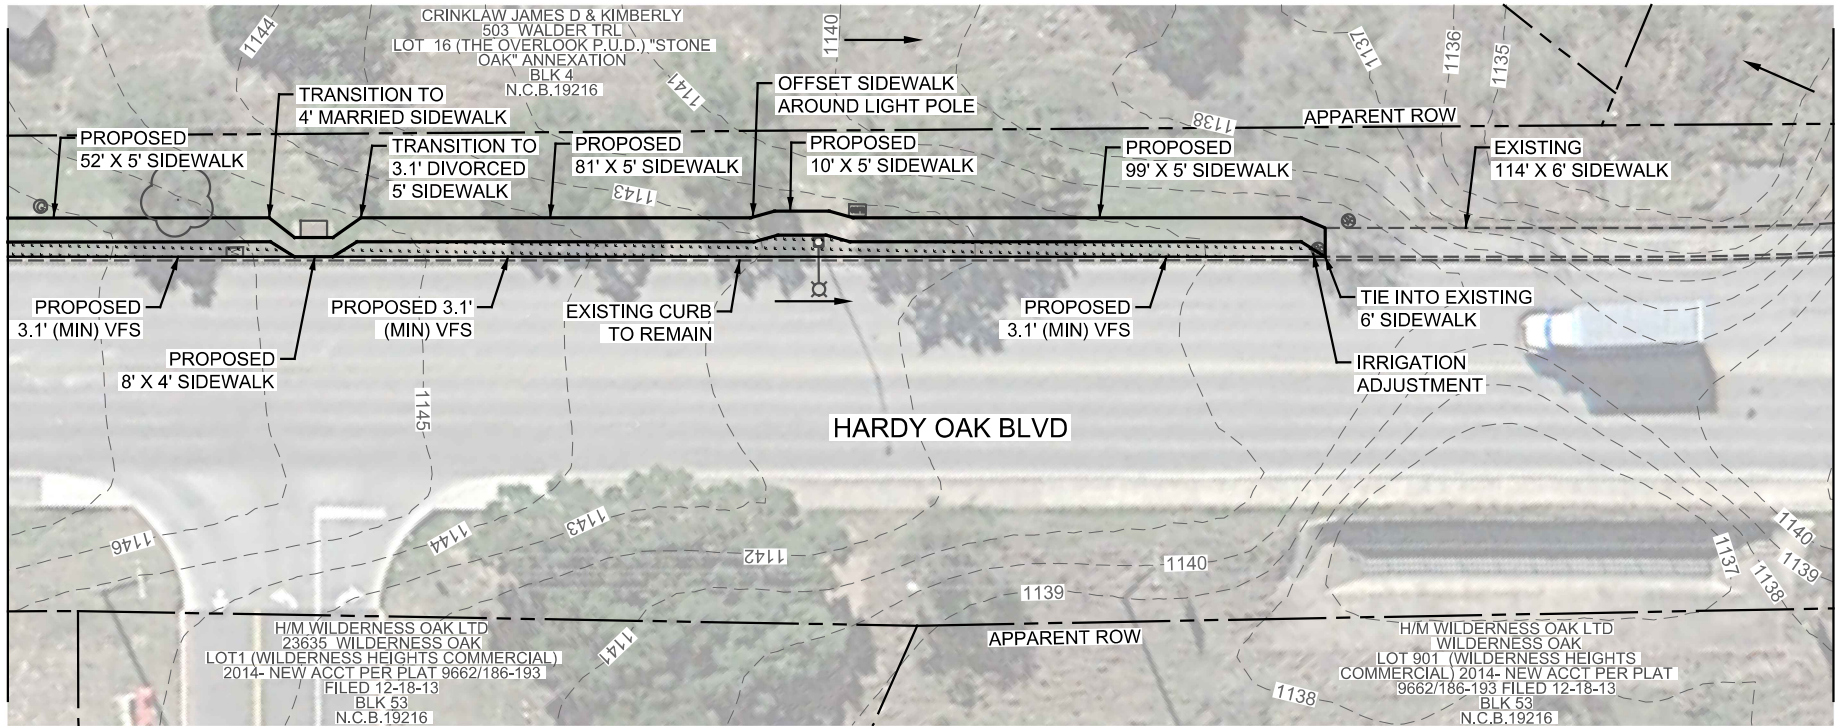 CRINKLAW JAMES D & KIMBERLY
503 WALDER TRL
LOT 16 (THE OVERLOOK P.U.D.) "STONE
OAK" ANNEXATION
BLK 4
N.C.B.19216
1144
1140
1141
1137
1136
1135
1138
1143
TRANSITION TO
4' MARRIED SIDEWALK
OFFSET SIDEWALK
AROUND LIGHT POLE
APPARENT ROW
PROPOSED
52' X 5' SIDEWALK
TRANSITION TO
3.1' DIVORCED
5' SIDEWALK
PROPOSED
81' X 5' SIDEWALK
PROPOSED
10' X 5' SIDEWALK
PROPOSED
99' X 5' SIDEWALK
EXISTING
114' X 6' SIDEWALK
PROPOSED
3.1' (MIN) VFS
PROPOSED 3.1'
(MIN) VFS
EXISTING CURB
TO REMAIN
PROPOSED
3.1' (MIN) VFS
TIE INTO EXISTING
6' SIDEWALK
PROPOSED
8' X 4' SIDEWALK
IRRIGATION
ADJUSTMENT
1145
HARDY OAK BLVD
1146
1144
1143
1142
1141
1140
1139
1138
1137
1138
1139
1140
APPARENT ROW
H/M WILDERNESS OAK LTD
23635 WILDERNESS OAK
LOT1 (WILDERNESS HEIGHTS COMMERCIAL)
2014- NEW ACCT PER PLAT 9662/186-193
FILED 12-18-13
BLK 53
N.C.B.19216
H/M WILDERNESS OAK LTD
WILDERNESS OAK
LOT 901 (WILDERNESS HEIGHTS
COMMERCIAL) 2014- NEW ACCT PER PLAT
9662/186-193 FILED 12-18-13
BLK 53
N.C.B.19216